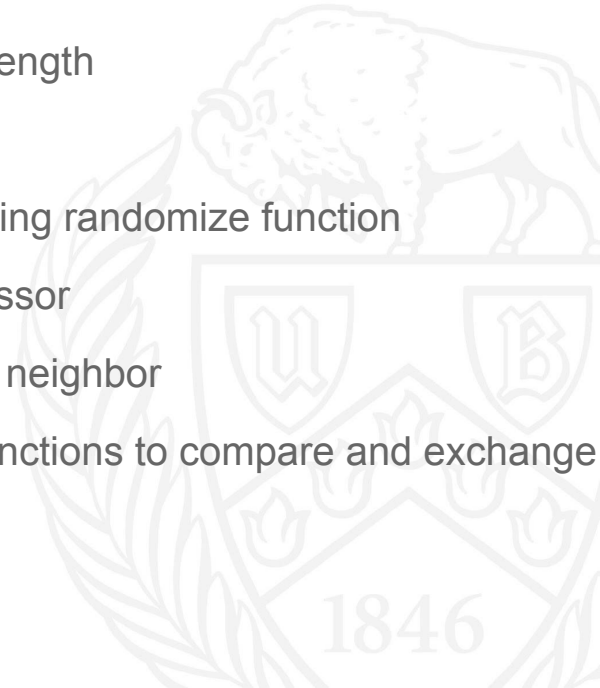 ength
ing randomize function
ssor
neighbor
nctions to compare and exchange
U B
1846